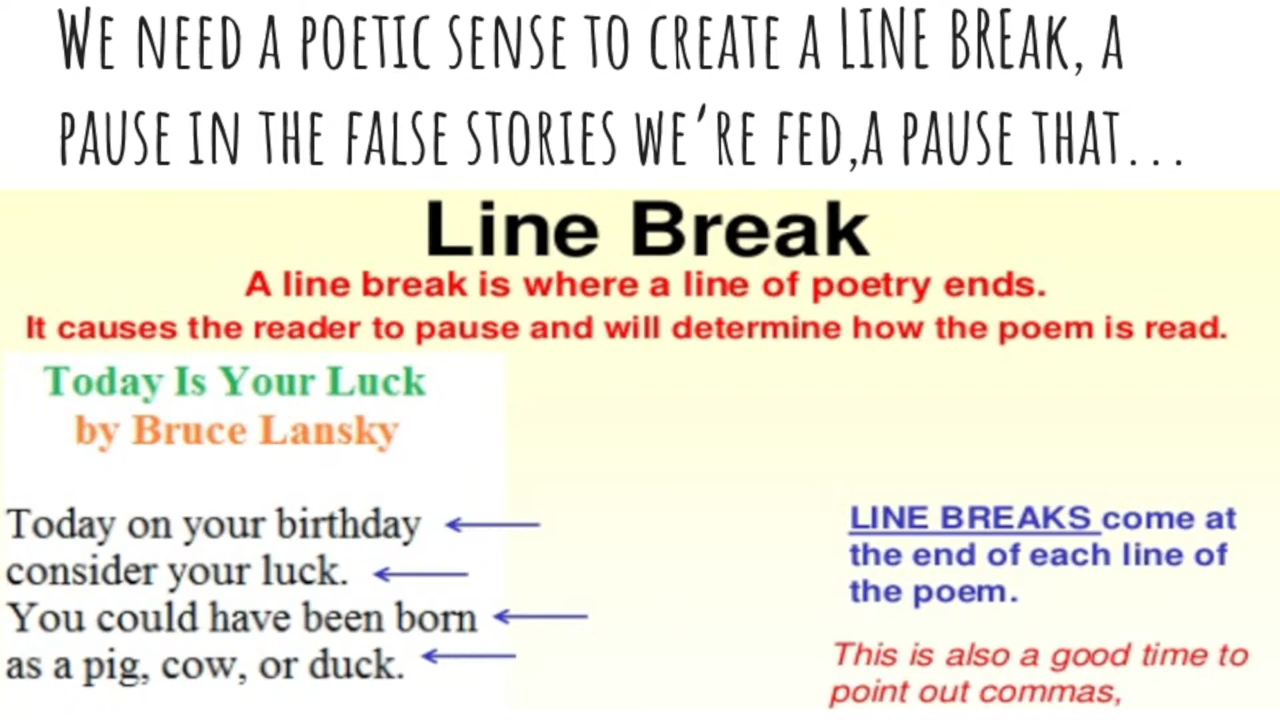 We need a poetic sense to create a LINE BREAk, a
pause in the false stories we’re fed,a pause that...
Line Break
A line break is where a line of poetry ends.
It causes the reader to pause and will determine how the poem is read.
Today Is Your Luck
by Bruce Lansky
Today on your birthday
consider your luck.
You could have been born
as a pig, cow, or duck.
LINE BREAKS come at
the end of each line of
the poem.
This is also a good time to
point out commas,